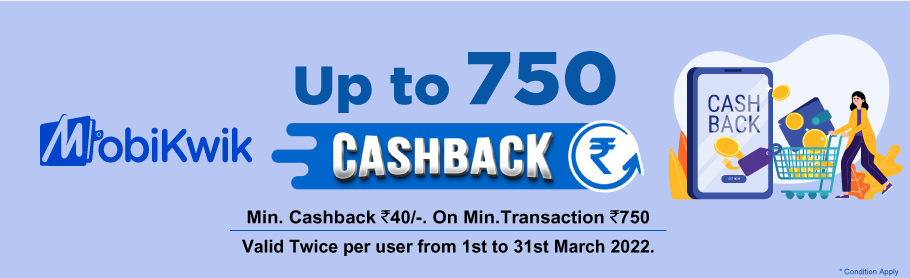 MobiKwik
Up to 750
CASHBACK ₹
Min. Cashback ₹40/-. On Min.Transaction ₹750
Valid Twice per user from 1st to 31st March 2022.
CASH
BACK
* Condition Apply